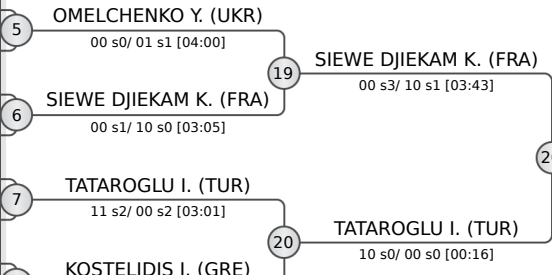 OMELCHENKO Y. (UKR)
5
00 s0/ 01 s1 [04:00]
SIEWE DJIEKAM K. (FRA)
19
00 s3/ 10 s1 [03:43]
SIEWE DJIEKAM K. (FRA)
6
00 s1/ 10 s0 [03:05]
TATAROGLU I. (TUR)
7
11 s2/ 00 s2 [03:01]
TATAROGLU I. (TUR)
20
10 s0/ 00 s0 [00:16]
KOSTELIDIS I. (GRE)